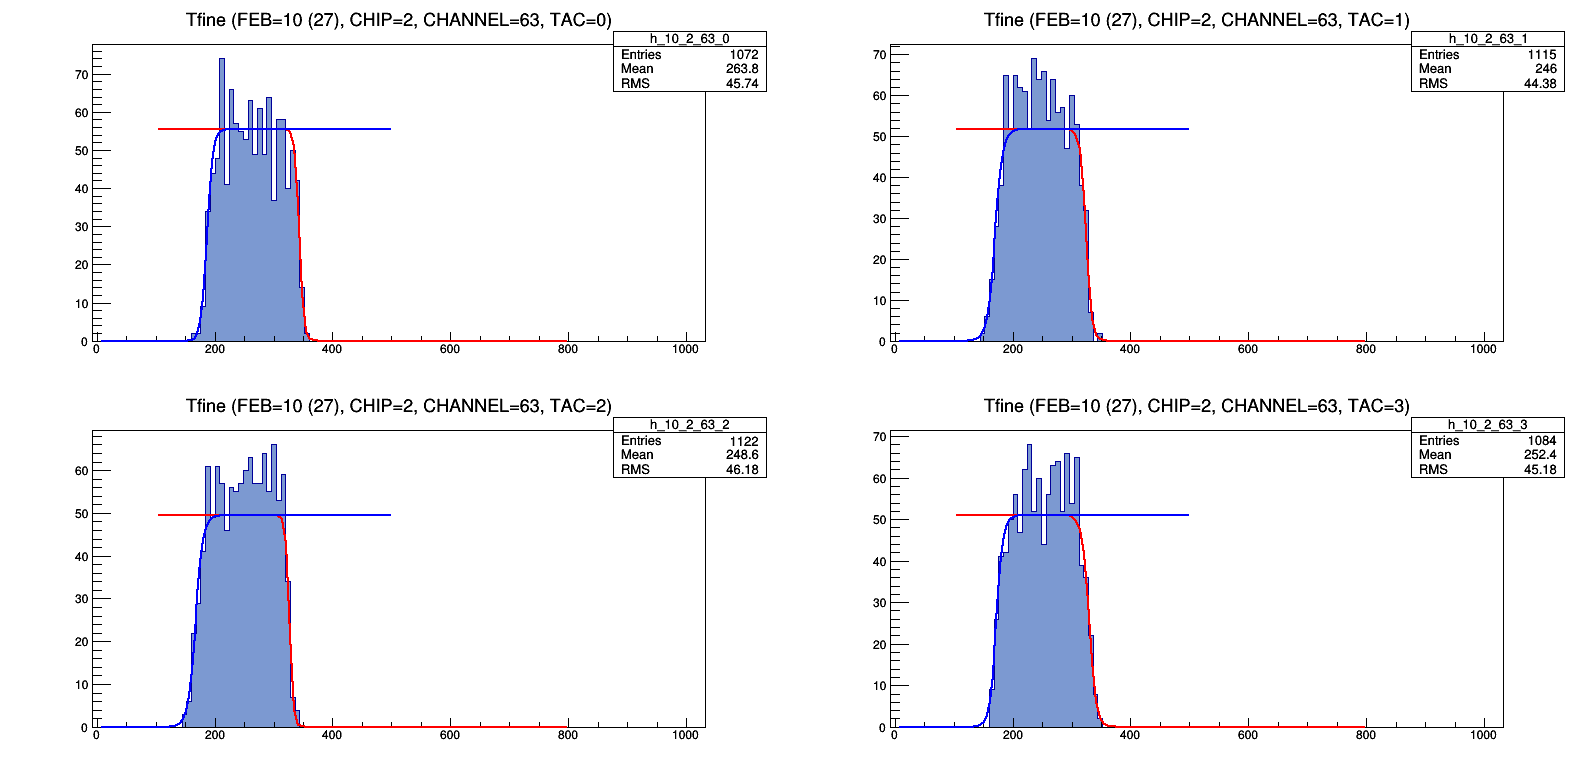 Tfine (FEB=10 (27), CHIP=2, CHANNEL=63, TAC=0)
h_10_2_63_0
Entries 1072
Mean 263.8
RMS 45.74
70
60
50
40
30
20
10
0
0 200 400 600 800 1000
Tfine (FEB=10 (27), CHIP=2, CHANNEL=63, TAC=1)
h_10_2_63_1
Entries 1115
Mean 246
RMS 44.38
70
60
50
40
30
20
10
0
0 200 400 600 800 1000
Tfine (FEB=10 (27), CHIP=2, CHANNEL=63, TAC=2)
h_10_2_63_2
Entries 1122
Mean 248.6
RMS 46.18
60
50
40
30
20
10
0
0 200 400 600 800 1000
Tfine (FEB=10 (27), CHIP=2, CHANNEL=63, TAC=3)
h_10_2_63_3
Entries 1084
Mean 252.4
RMS 45.18
70
60
50
40
30
20
10
0
0 200 400 600 800 1000